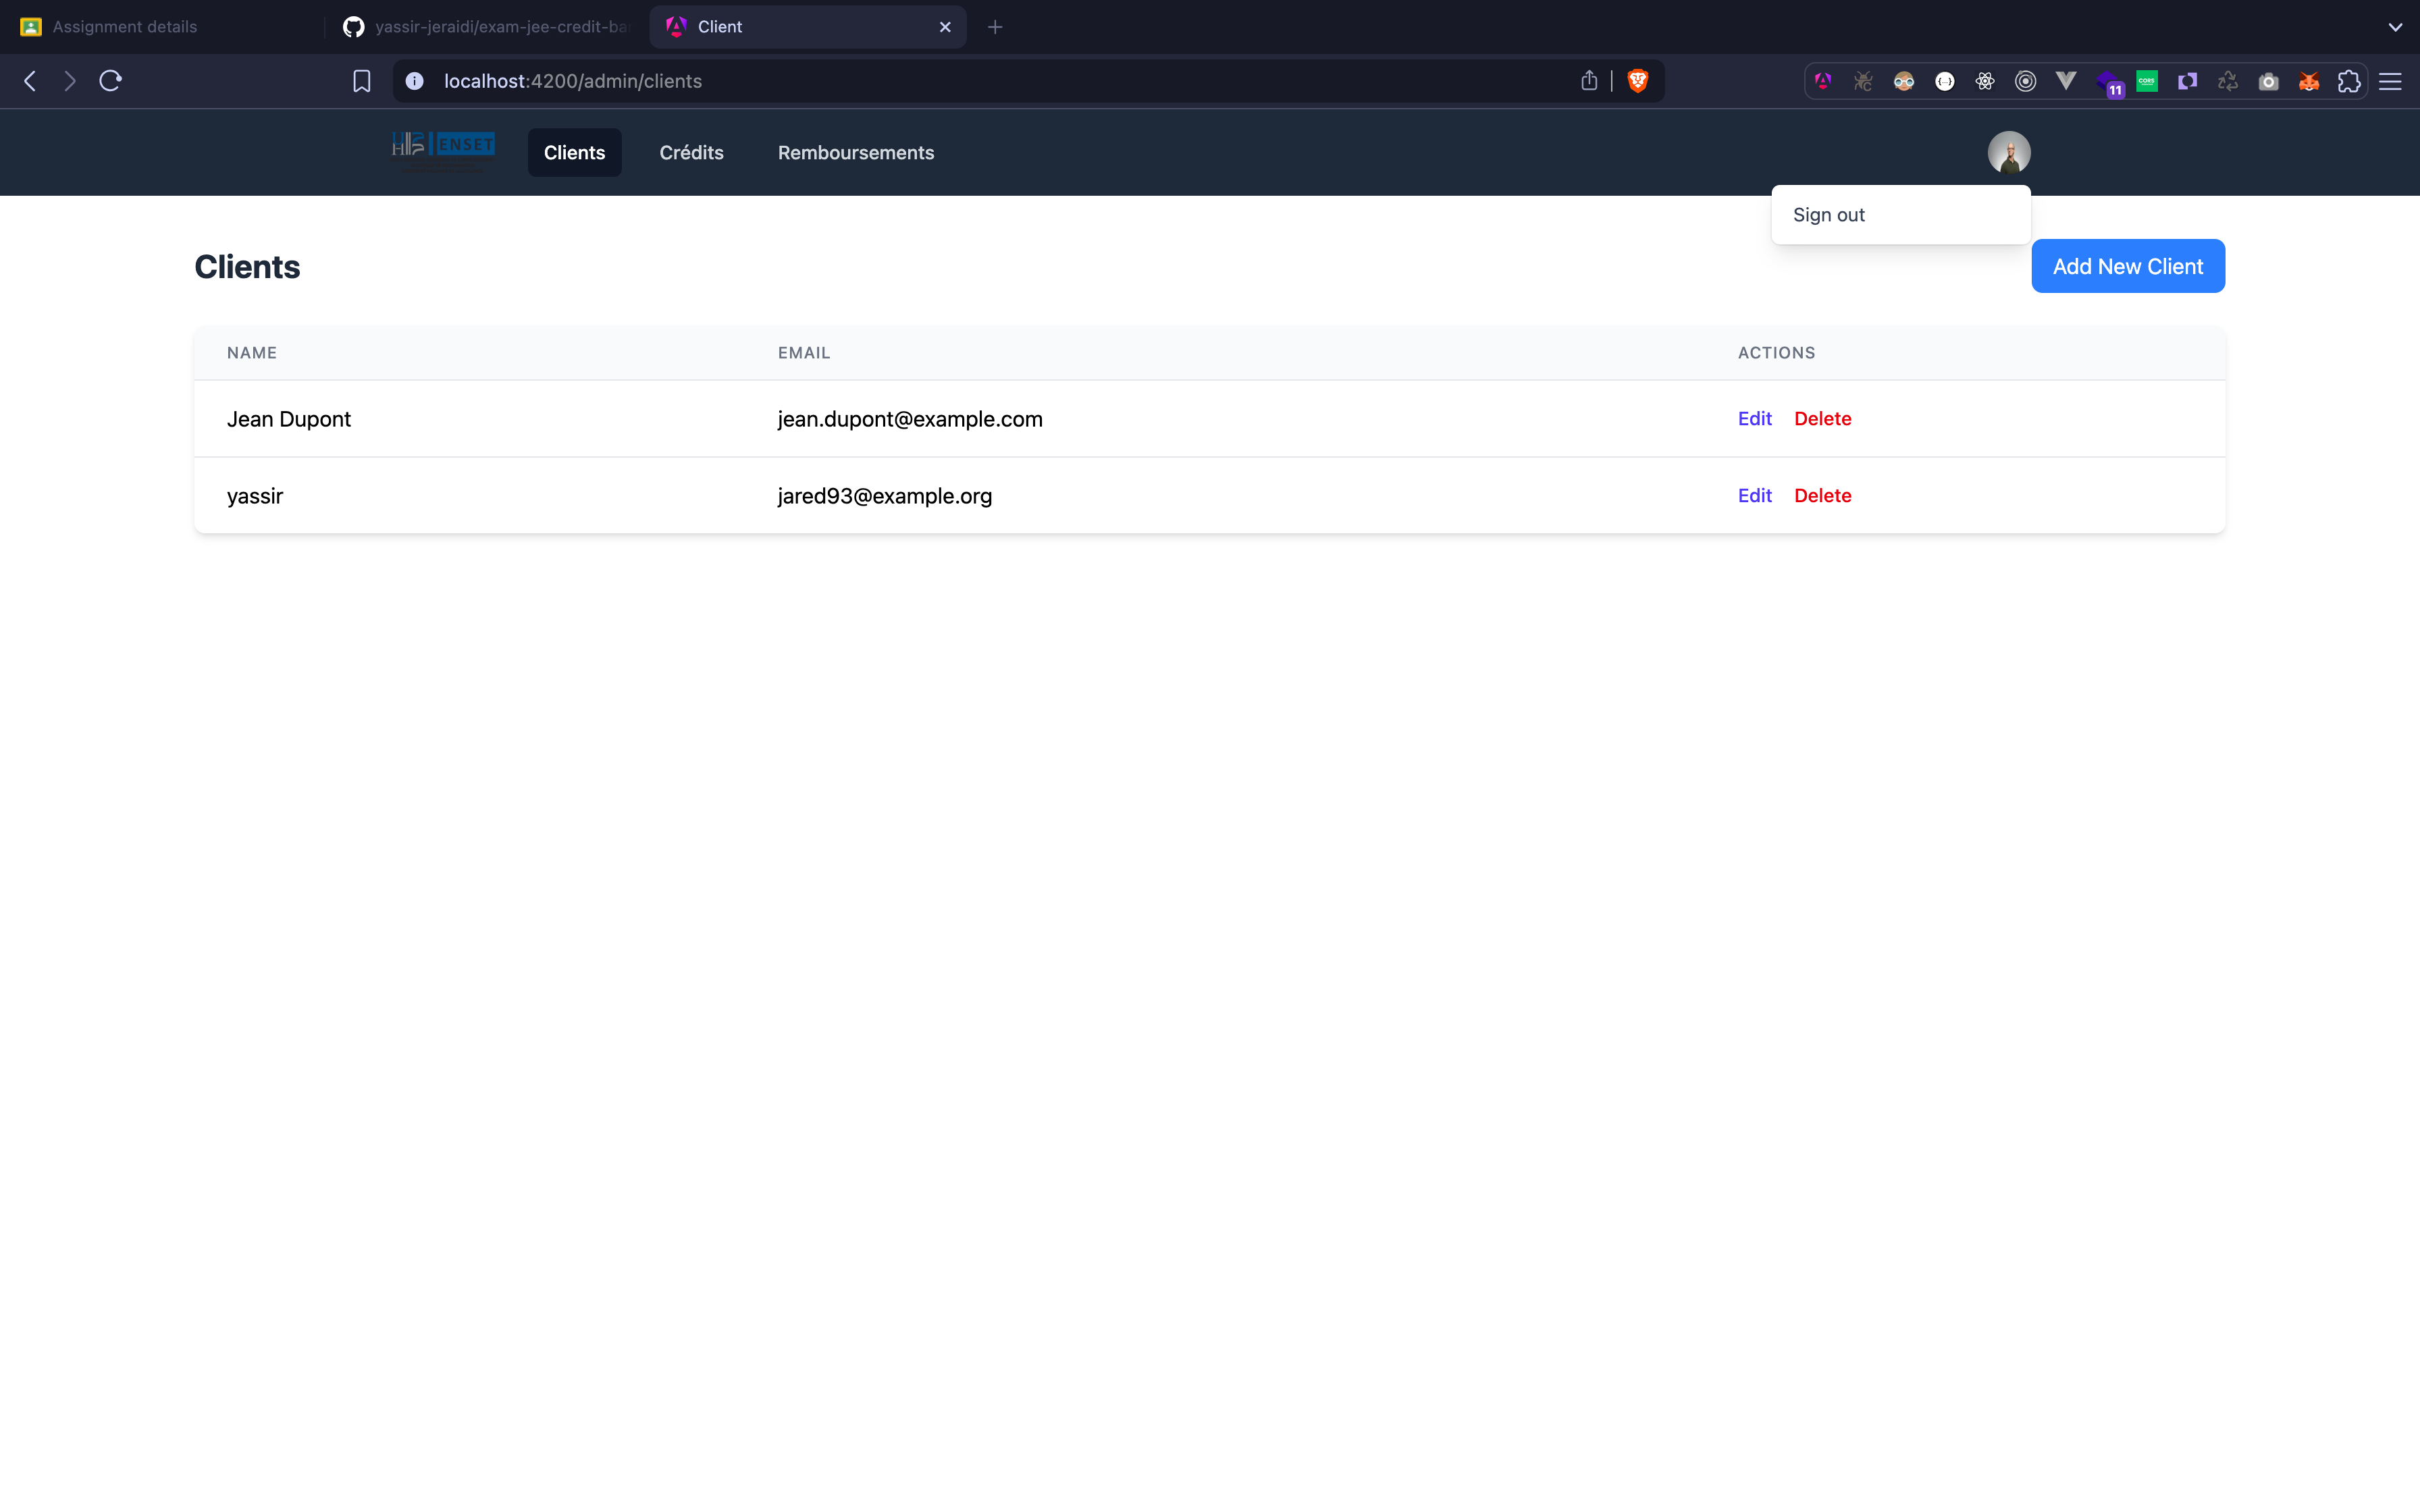 Assignment details
yassir-jeraidi/exam-jee-credit-ba
Client
localhost:4200/admin/clients
11
CORS
ENSET
Clients
Crédits
Remboursements
Sign out
Clients
Add New Client
NAME
EMAIL
ACTIONS
Jean Dupont
jean.dupont@example.com
Edit
Delete
yassir
jared93@example.org
Edit
Delete